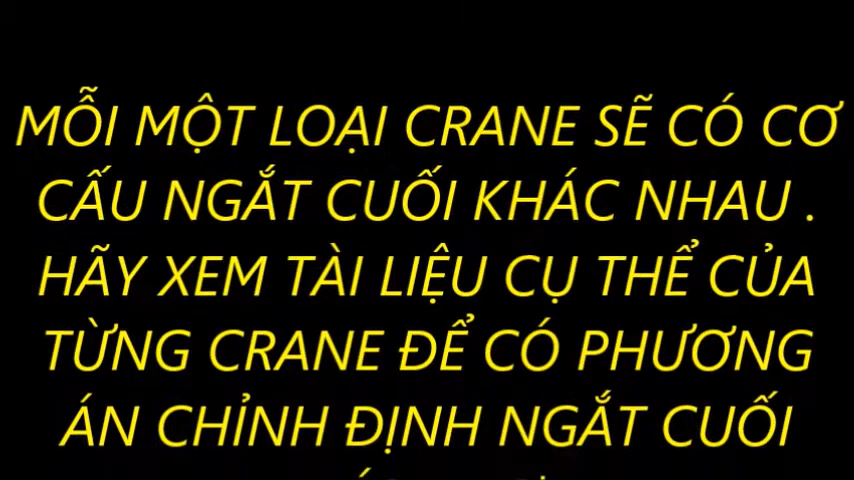 MỖI MỘT LOẠI CRANE SẼ CÓ CƠ
CẤU NGẮT CUỐI KHÁC NHAU .
HÃY XEM TÀI LIỆU CỤ THỂ CỦA
TỪNG CRANE ĐỂ CÓ PHƯƠNG
ÁN CHỈNH ĐỊNH NGẮT CUỐI